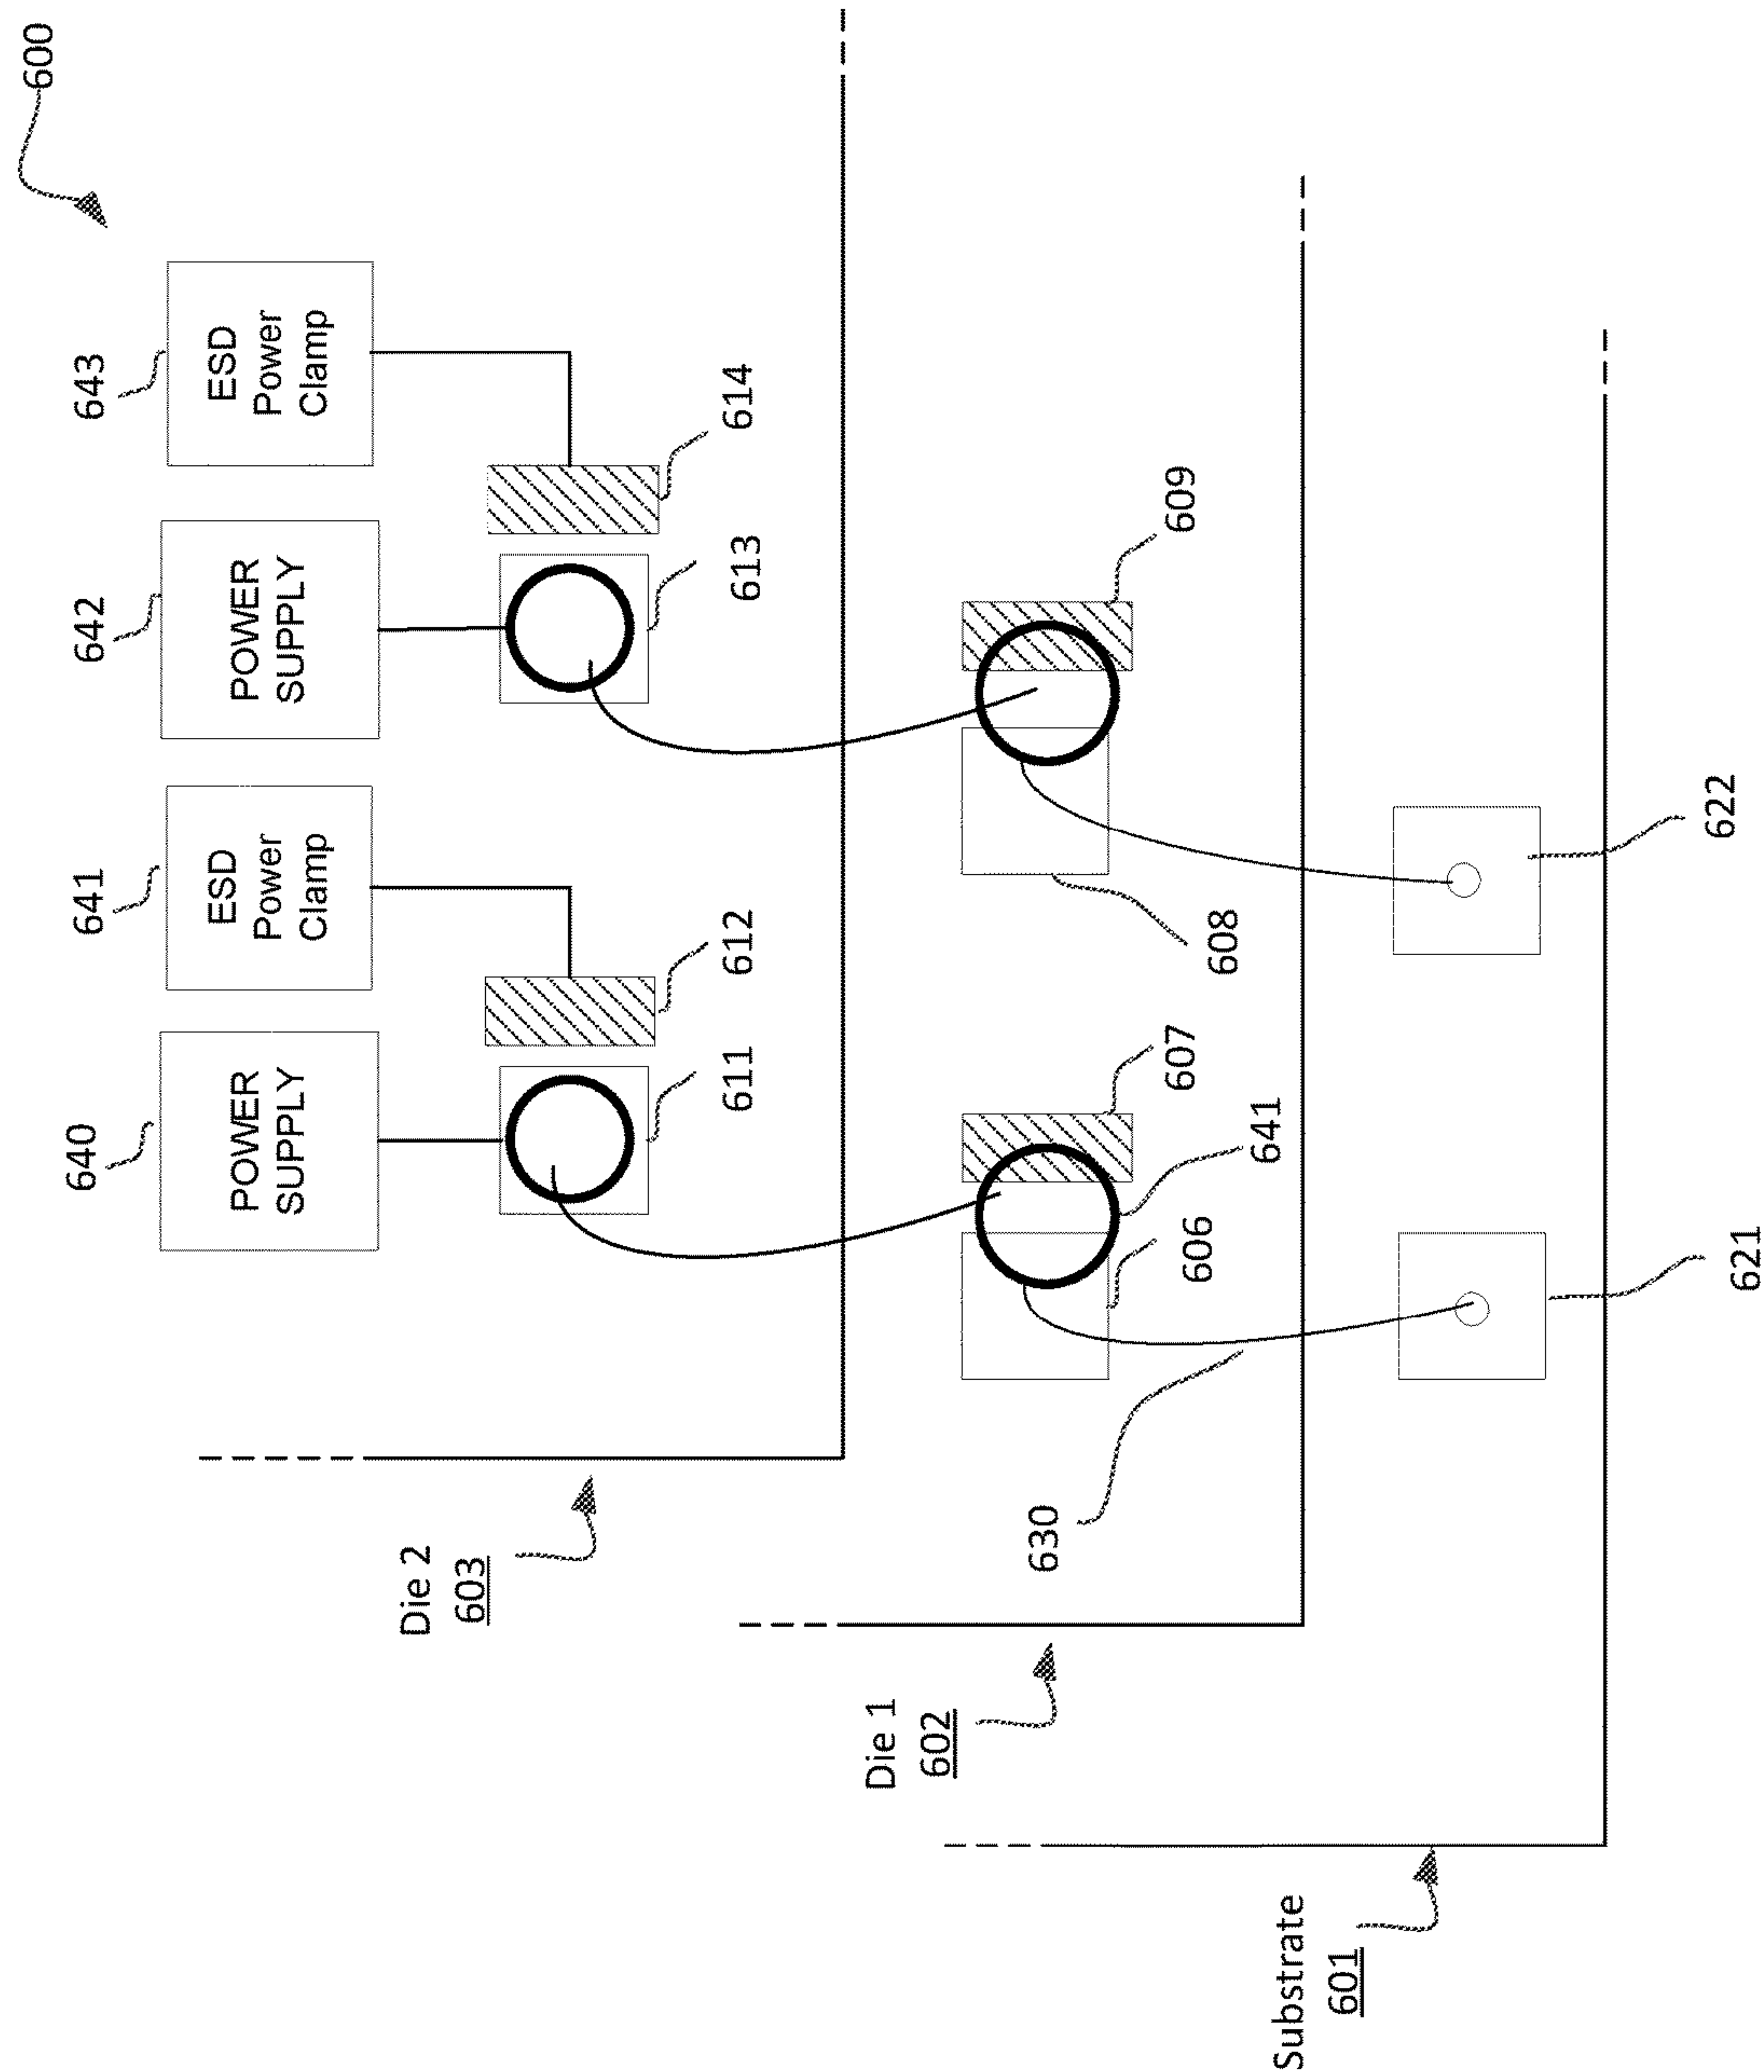 600
640
641
642
643
POWER
SUPPLY
ESD
Power
Clamp
POWER
SUPPLY
ESD
Power
Clamp
Die 2
603
611
612
613
614
Die 1
602
630
606
607
608
609
641
Substrate
601
621
622